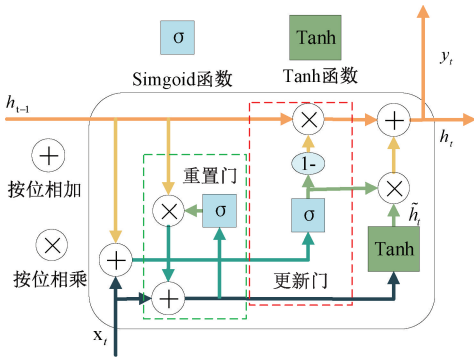 σ
Tanh
Simgoid函数
Tanh函数
y_t
h_{t-1}
h_t
×
+
+
按位相加
1-
重置门
×
σ
σ
×
h̃_t
×
按位相乘
+
Tanh
+
更新门
x_t